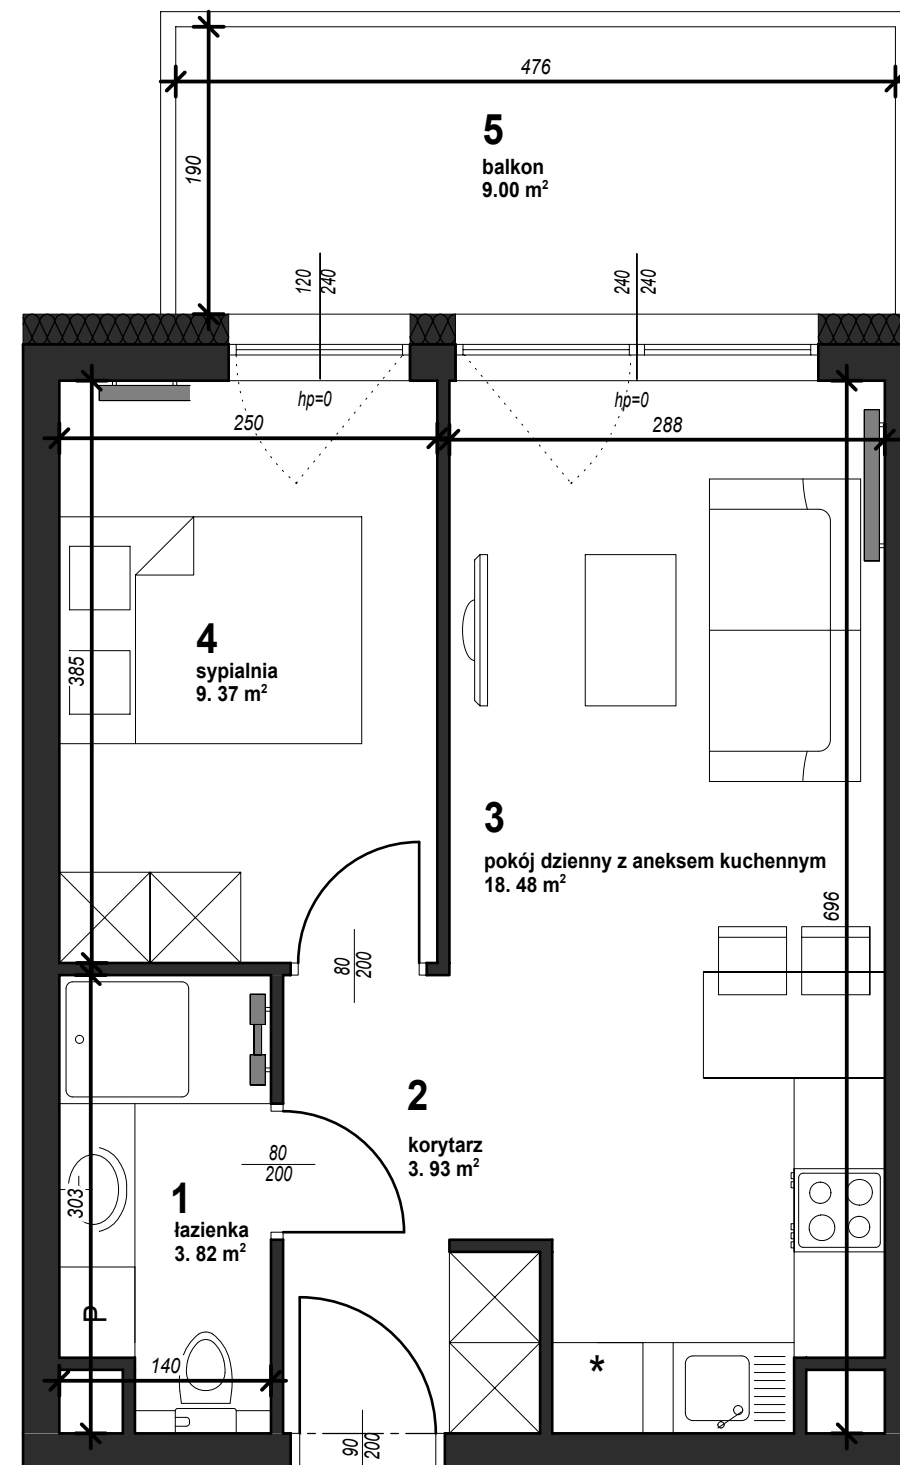 476
190
5
balkon
9.00 m²
120
240
240
240
hp=0
hp=0
250
288
4
sypialnia
9. 37 m²
385
3
pokój dzienny z aneksem kuchennym
18. 48 m²
696
80
200
2
korytarz
3. 93 m²
80
200
303
1
łazienka
3. 82 m²
P
140
*
90
200